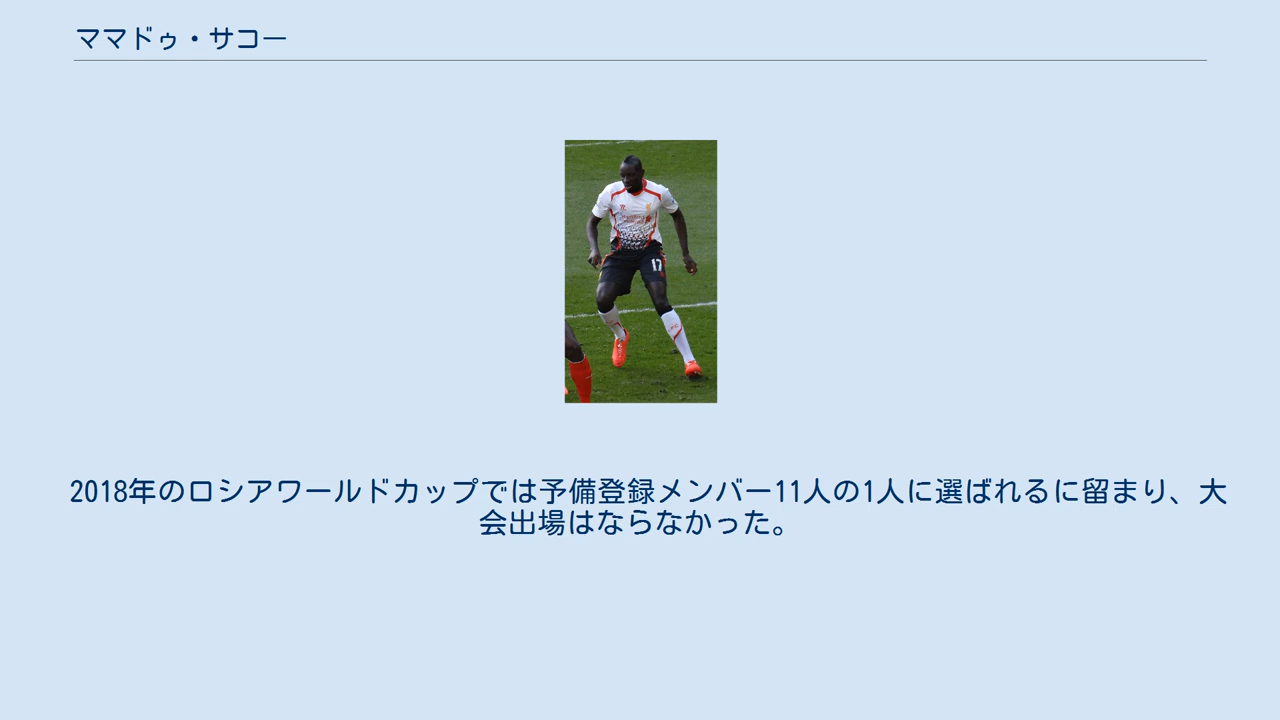 ママドゥ・サコー
17
2018年のロシアワールドカップでは予備登録メンバー11人の1人に選ばれるに留まり、大
会出場はならなかった。